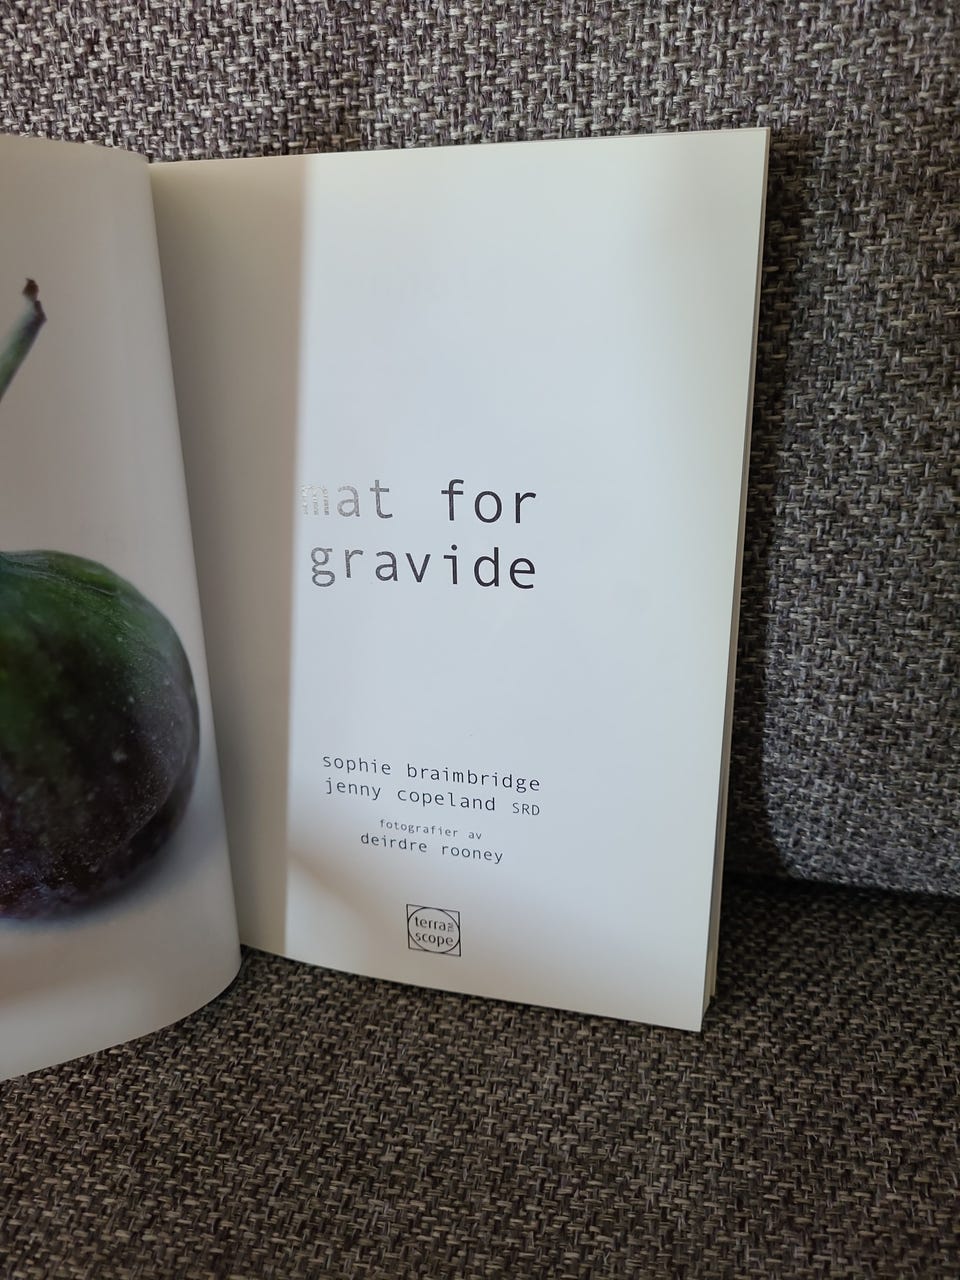 mat for
gravide
sophie braimbridge
jenny copeland SRD
fotografier av
deirdre rooney
terra
scope